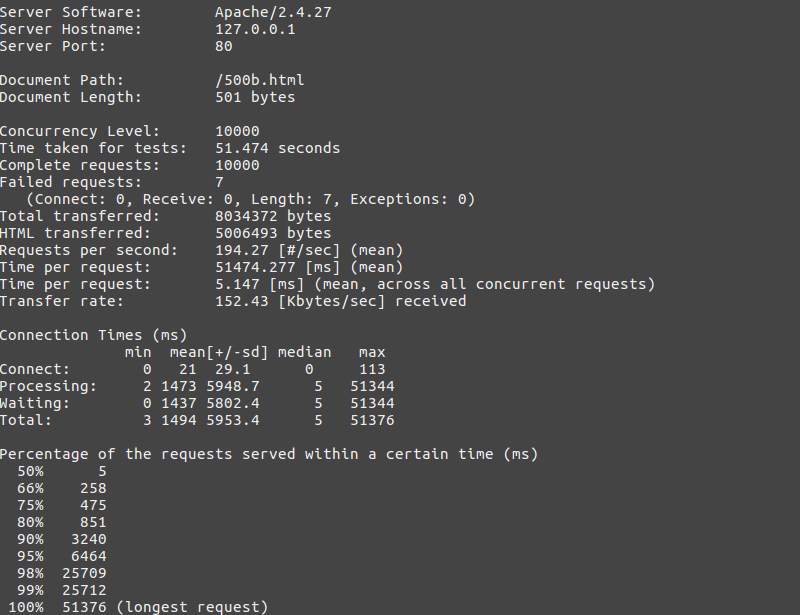 Server Software:        Apache/2.4.27
Server Hostname:        127.0.0.1
Server Port:            80

Document Path:          /500b.html
Document Length:        501 bytes

Concurrency Level:      10000
Time taken for tests:   51.474 seconds
Complete requests:      10000
Failed requests:        7
   (Connect: 0, Receive: 0, Length: 7, Exceptions: 0)
Total transferred:      8034372 bytes
HTML transferred:       5006493 bytes
Requests per second:    194.27 [#/sec] (mean)
Time per request:       51474.277 [ms] (mean)
Time per request:       5.147 [ms] (mean, across all concurrent requests)
Transfer rate:          152.43 [Kbytes/sec] received

Connection Times (ms)
              min  mean[+/-sd] median   max
Connect:        0   21  29.1      0     113
Processing:     2 1473 5948.7      5   51344
Waiting:        0 1437 5802.4      5   51344
Total:          3 1494 5953.4      5   51376

Percentage of the requests served within a certain time (ms)
  50%      5
  66%    258
  75%    475
  80%    851
  90%   3240
  95%   6464
  98%  25709
  99%  25712
 100%  51376 (longest request)